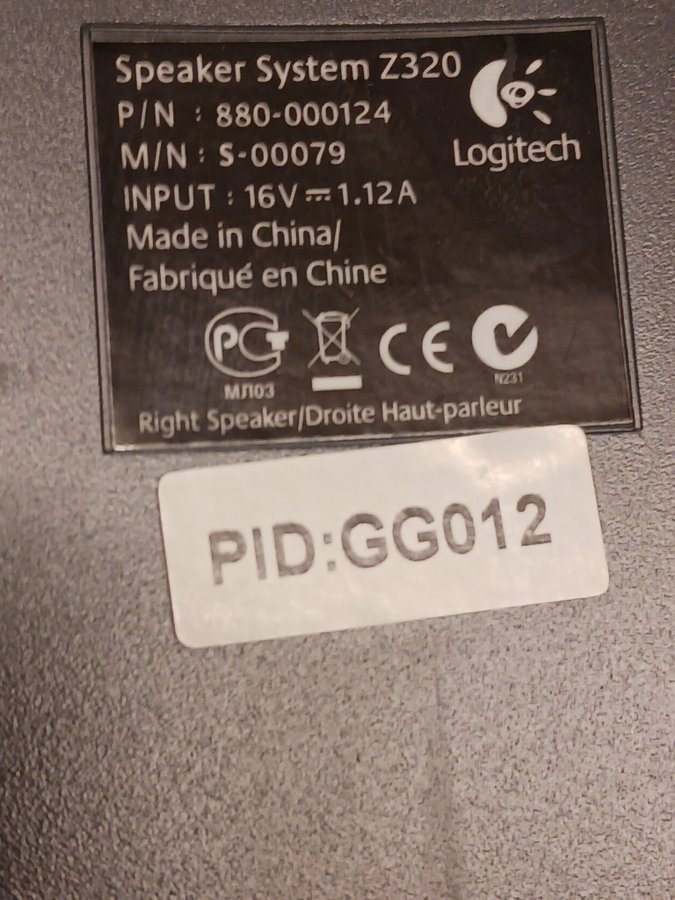 Speaker System Z320
Logitech
P/N : 880-000124
M/N : S-00079
INPUT : 16V ⎓ 1.12A
Made in China/
Fabriqué en Chine
PG CE
МЛ03 N231
Right Speaker/Droite Haut-parleur
PID:GG012